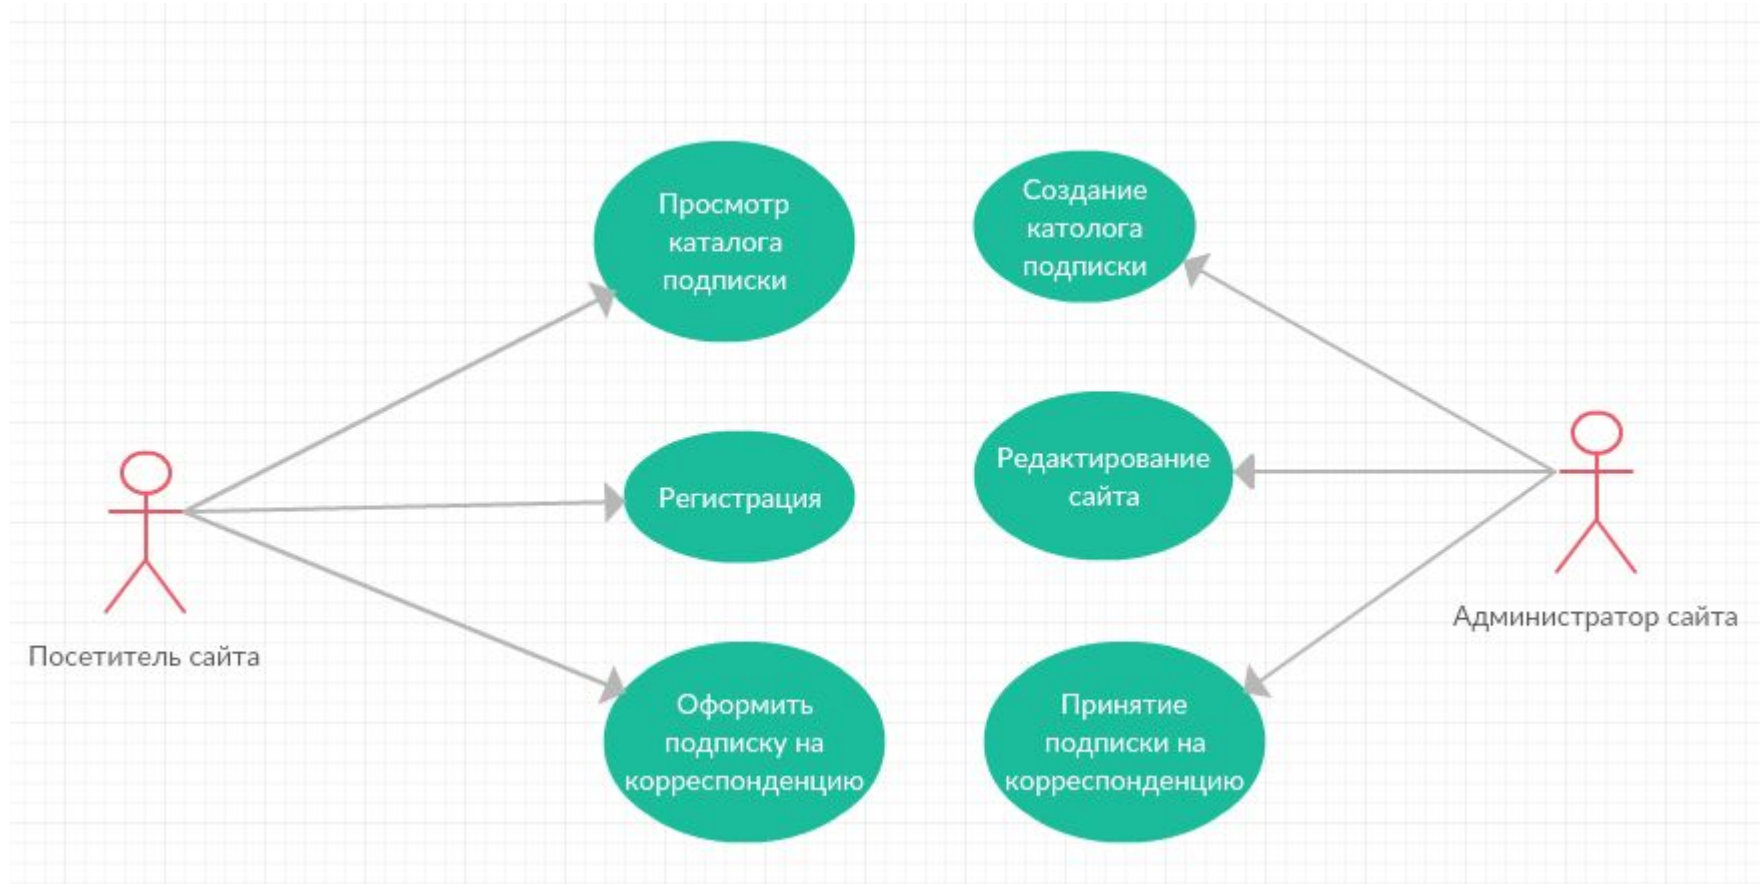 Просмотр
каталога
подписки
Создание
католога
подписки
Регистрация
Редактирование
сайта
Посетитель сайта
Администратор сайта
Оформить
подписку на
корреспонденцию
Принятие
подписки на
корреспонденцию